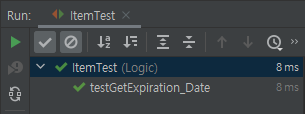 Run: ItemTest
ItemTest (Logic) 8 ms
testGetExpiration_Date 8 ms